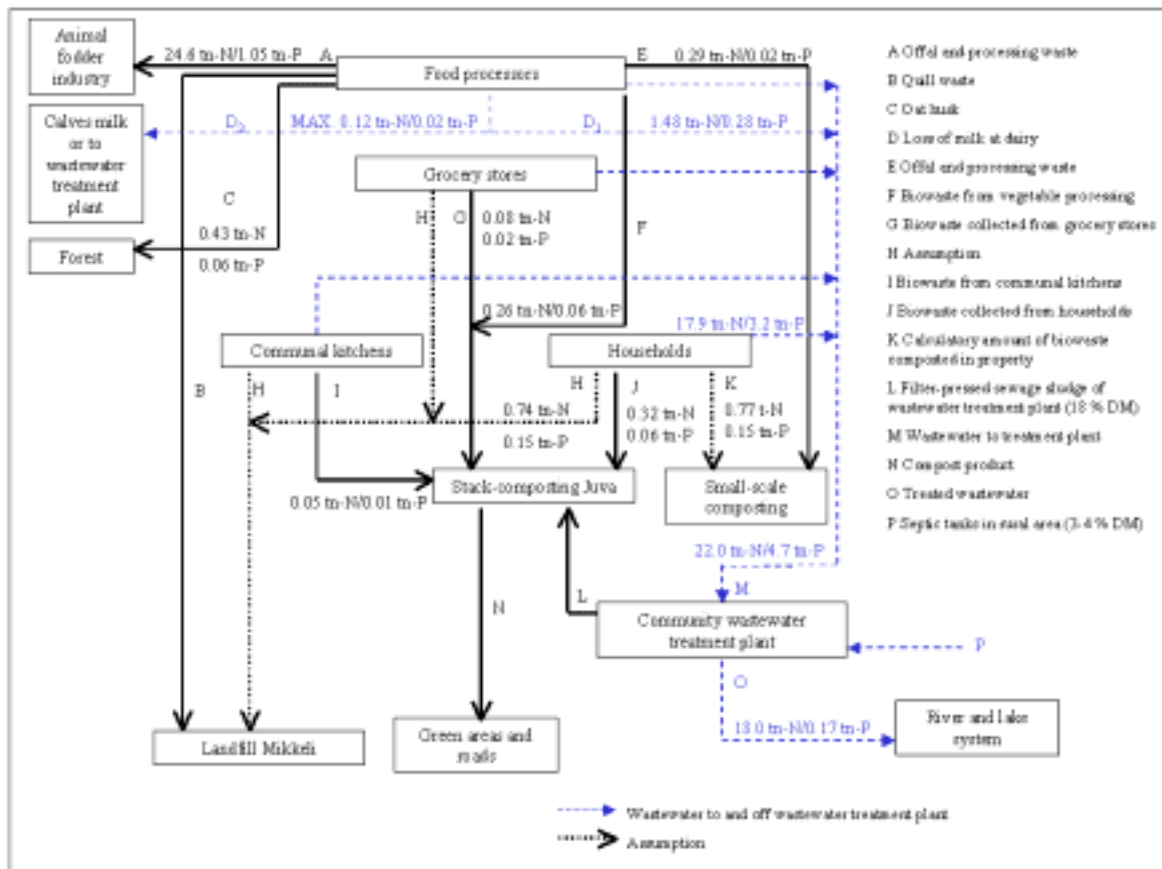 Animal
fodder
industry
24.6 tn-N/1.05 tn-P
A
E
0.29 tn-N/0.02 tn-P
Food processors
Calves milk
or to
wastewater
treatment
plant
D2
MAX 0.12 tn-N/0.02 tn-P
D1
1.48 tn-N/0.28 tn-P
Grocery stores
C
H
G
0.08 tn-N
0.02 tn-P
F
0.43 tn-N
0.06 tn-P
Forest
0.26 tn-N/0.06 tn-P
17.9 tn-N/3.2 tn-P
Communal kitchens
Households
B
H
I
H
J
K
0.74 tn-N
0.15 tn-P
0.32 tn-N
0.06 tn-P
0.77 t-N
0.15 tn-P
0.05 tn-N/0.01 tn-P
Stack-composting Juva
Small-scale
composting
22.0 tn-N/4.7 tn-P
M
N
L
Community wastewater
treatment plant
P
O
18.0 tn-N/0.17 tn-P
River and lake
system
Landfill Mikkeli
Green areas and
roads
A Offal and processing waste
B Quill waste
C Oat husk
D Loss of milk at dairy
E Offal and processing waste
F Biowaste from vegetable processing
G Biowaste collected from grocery stores
H Assumption
I Biowaste from communal kitchens
J Biowaste collected from households
K Calculatory amount of biowaste
composted in property
L Filter-pressed sewage sludge of
wastewater treatment plant (18 % DM)
M Wastewater to treatment plant
N Compost product
O Treated wastewater
P Septic tanks in rural area (3.4 % DM)
Wastewater to and off wastewater treatment plant
Assumption